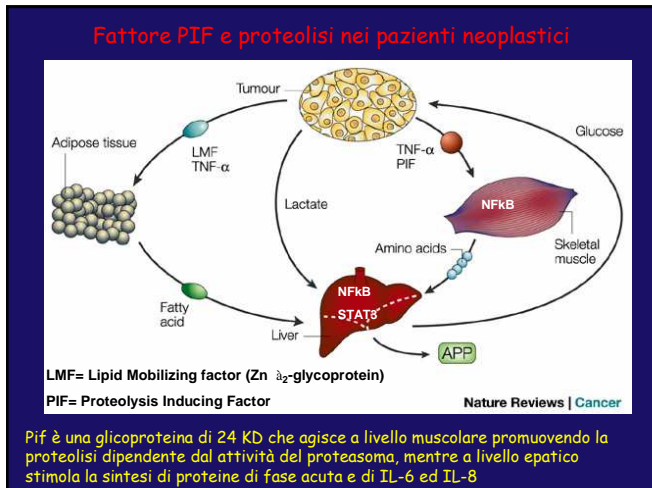 Fattore PIF e proteolisi nei pazienti neoplastici
Tumour
Glucose
Adipose tissue
LMF
TNF-α
TNF-α
PIF
NFkB
Lactate
Skeletal
muscle
Amino acids
NFkB
STAT3
Fatty
acid
Liver
APP
LMF= Lipid Mobilizing factor (Zn à2-glycoprotein)
PIF= Proteolysis Inducing Factor
Nature Reviews | Cancer
Pif è una glicoproteina di 24 KD che agisce a livello muscolare promuovendo la
proteolisi dipendente dal attività del proteasoma, mentre a livello epatico
stimola la sintesi di proteine di fase acuta e di IL-6 ed IL-8